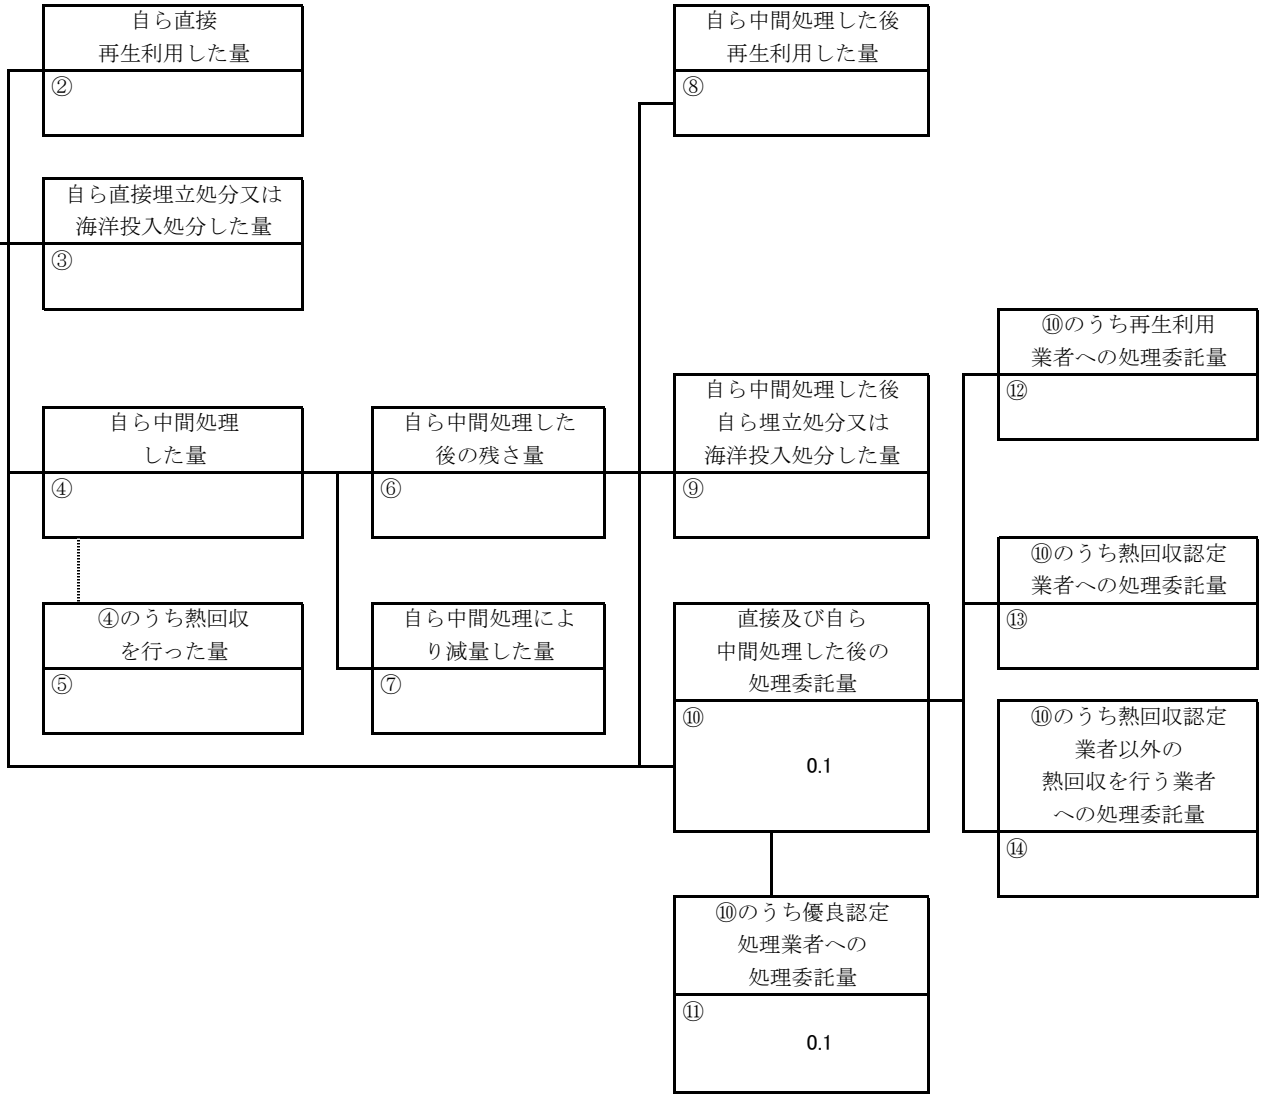 自ら直接
再生利用した量
②
自ら中間処理した後
再生利用した量
⑧
自ら直接埋立処分又は
海洋投入処分した量
③
⑩のうち再生利用
業者への処理委託量
⑫
自ら中間処理
した量
④
自ら中間処理した
後の残さ量
⑥
自ら中間処理した後
自ら埋立処分又は
海洋投入処分した量
⑨
⑩のうち熱回収認定
業者への処理委託量
⑬
④のうち熱回収
を行った量
⑤
自ら中間処理によ
り減量した量
⑦
直接及び自ら
中間処理した後の
処理委託量
⑩
0.1
⑩のうち熱回収認定
業者以外の
熱回収を行う業者
への処理委託量
⑭
⑩のうち優良認定
処理業者への
処理委託量
⑪
0.1